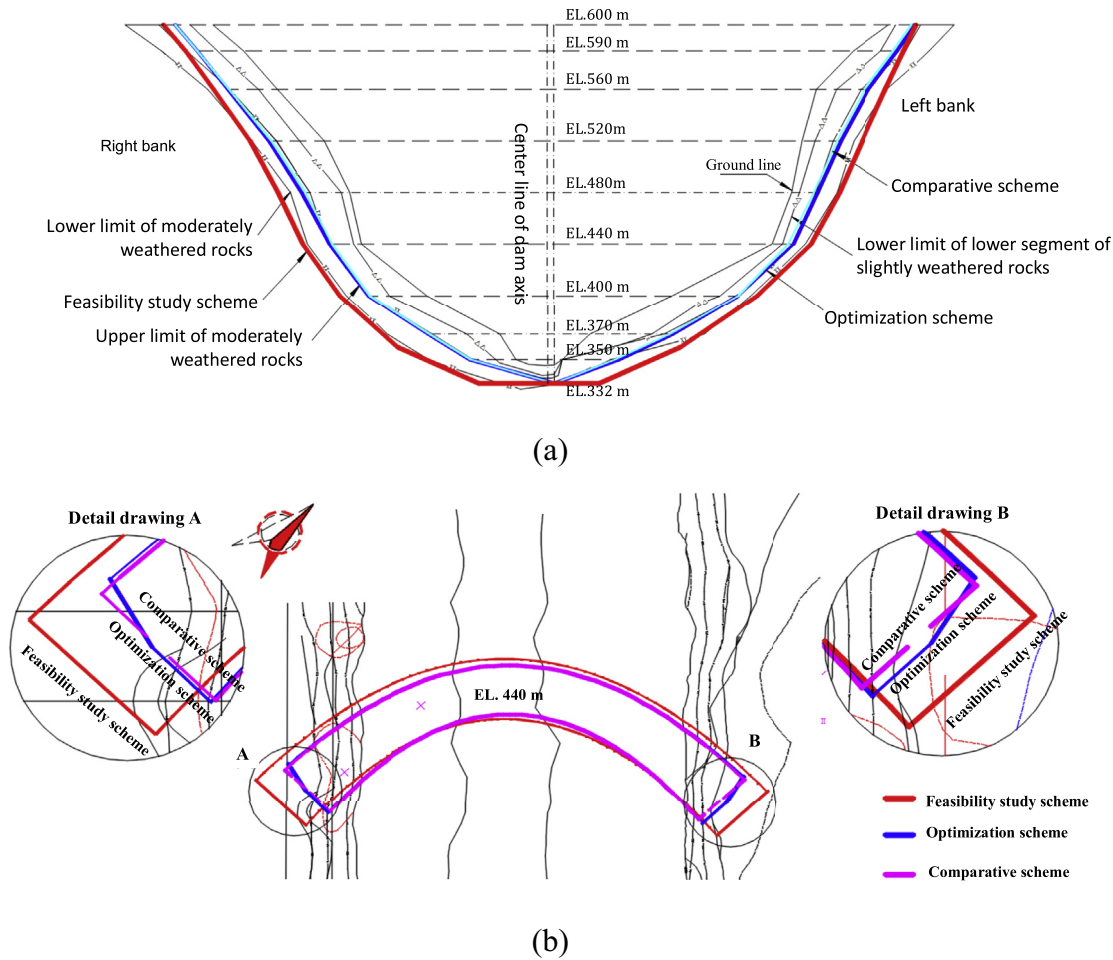 EL.600 m
EL.590 m
EL.560 m
EL.520m
EL.480m
EL.440 m
EL.400 m
EL.370 m
EL.350 m
EL.332 m
Center line of dam axis
Right bank
Left bank
Ground line
Comparative scheme
Lower limit of moderately
weathered rocks
Lower limit of lower segment of
slightly weathered rocks
Feasibility study scheme
Optimization scheme
Upper limit of moderately
weathered rocks
(a)
Detail drawing A
Comparative scheme
Optimization scheme
Feasibility study scheme
Detail drawing B
Comparative scheme
Optimization scheme
Feasibility study scheme
EL. 440 m
A
B
Feasibility study scheme
Optimization scheme
Comparative scheme
(b)